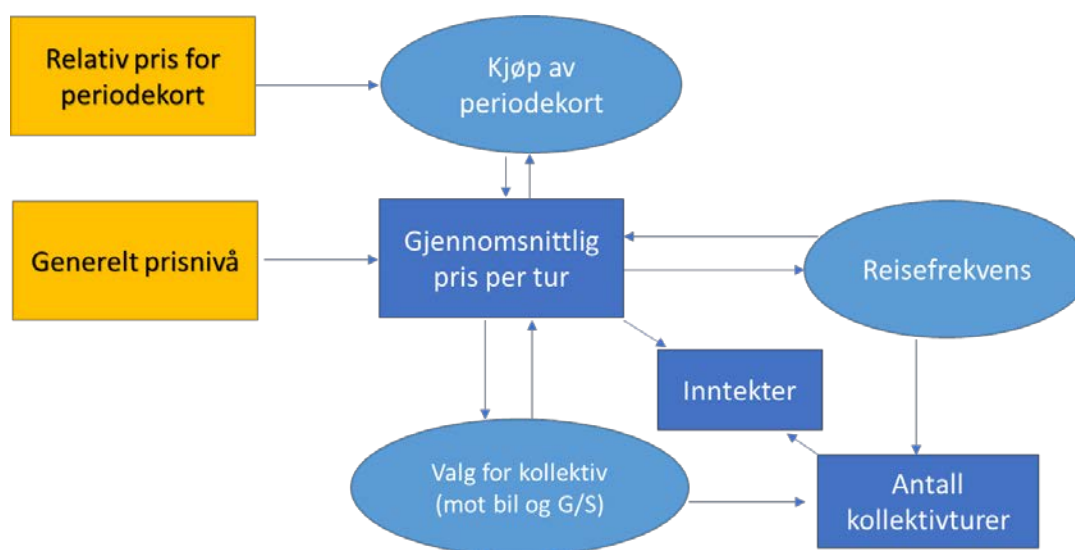 Relativ pris for
periodekort
Kjøp av
periodekort
Generelt prisnivå
Gjennomsnittlig
pris per tur
Reisefrekvens
Inntekter
Valg for kollektiv
(mot bil og G/S)
Antall
kollektivturer